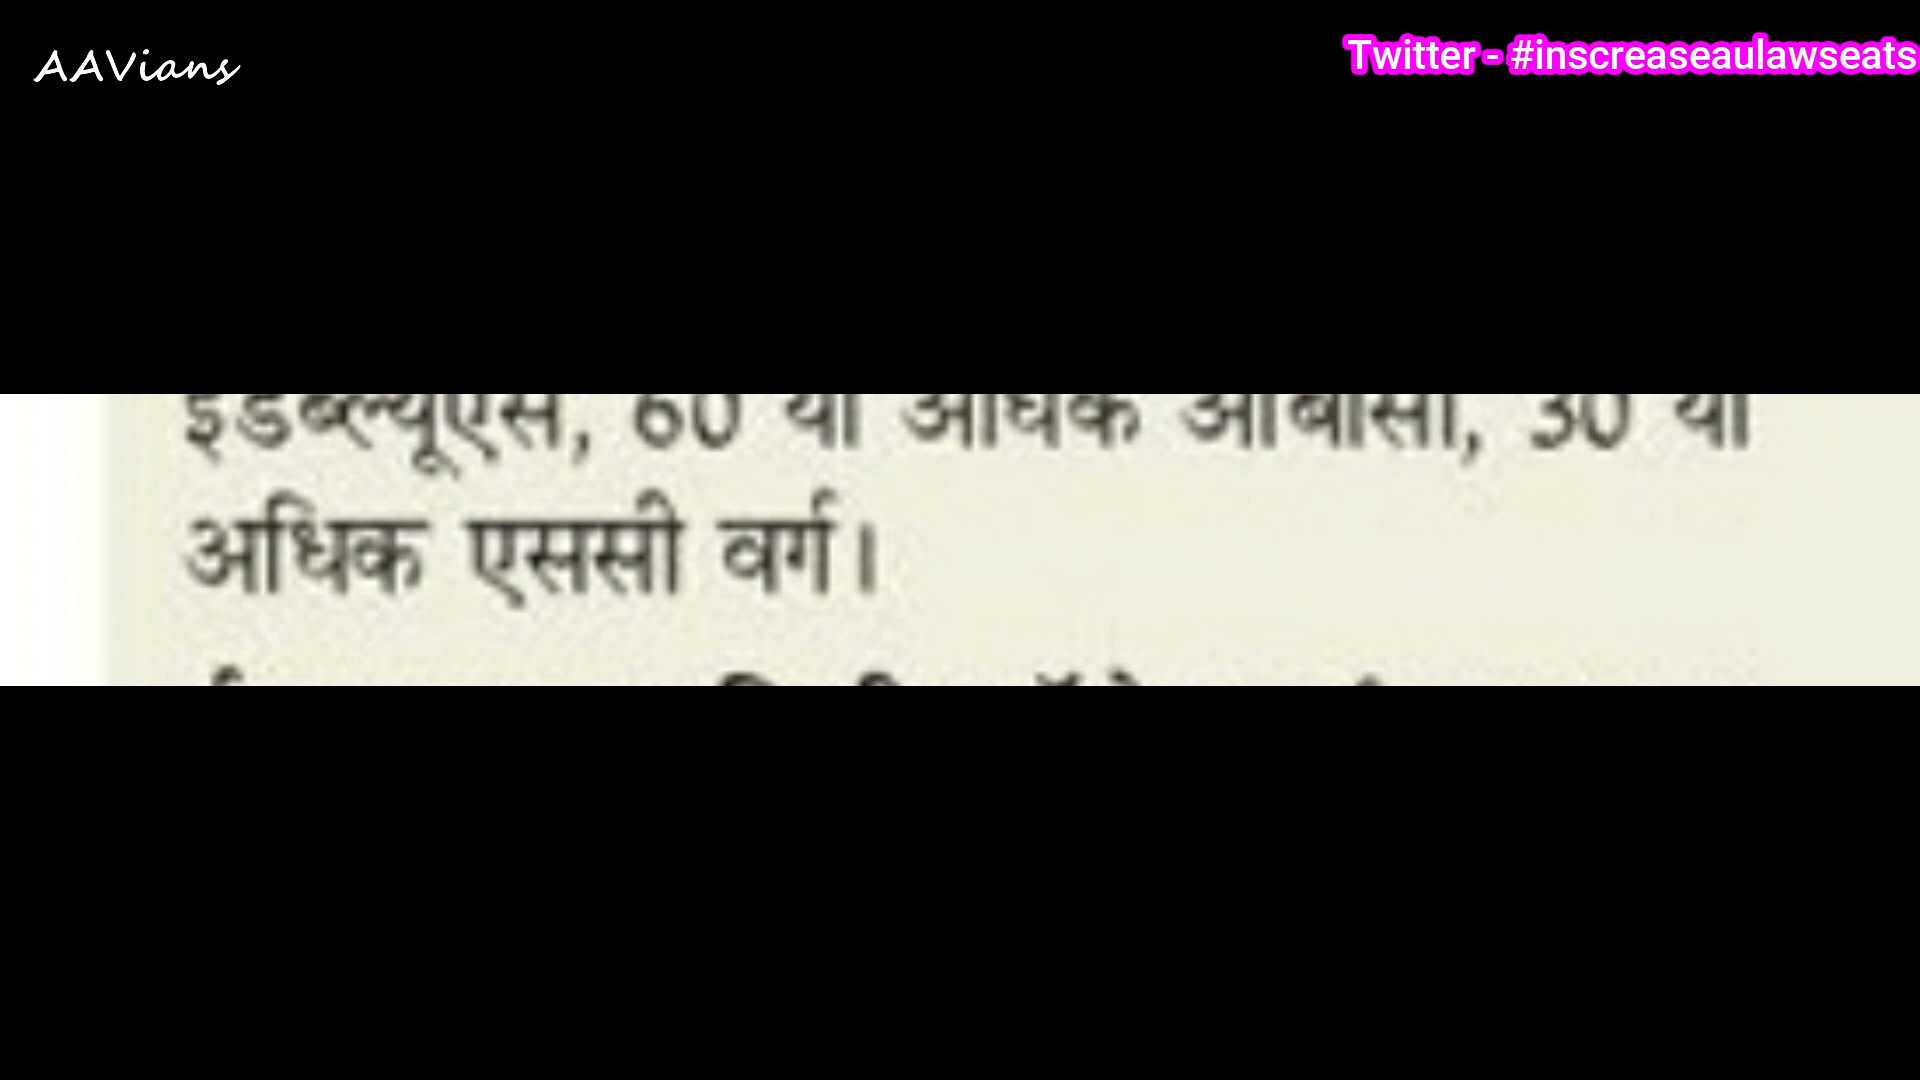 AAVians
Twitter - #inscreaseaulawseats
इडब्ल्यूएस, 60 या अधिक ओबीसी, 30 या
अधिक एससी वर्ग।